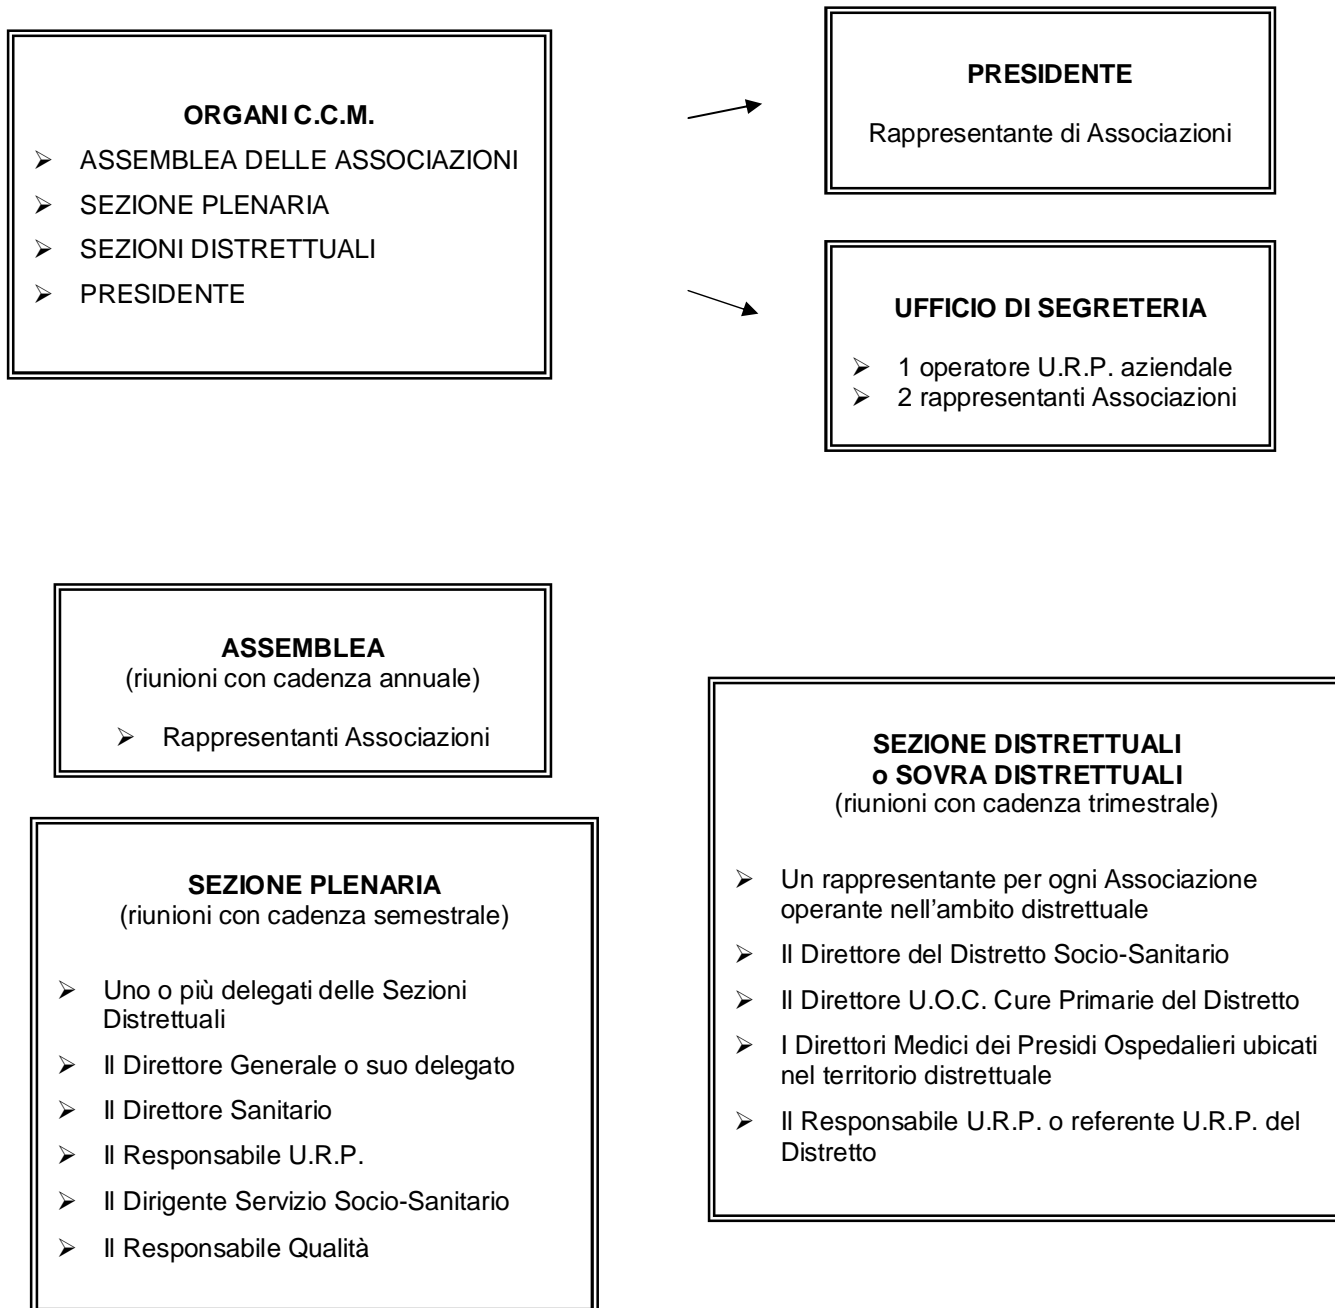 ORGANI C.C.M.
➢ ASSEMBLEA DELLE ASSOCIAZIONI
➢ SEZIONE PLENARIA
➢ SEZIONI DISTRETTUALI
➢ PRESIDENTE
PRESIDENTE
Rappresentante di Associazioni
UFFICIO DI SEGRETERIA
➢ 1 operatore U.R.P. aziendale
➢ 2 rappresentanti Associazioni
ASSEMBLEA
(riunioni con cadenza annuale)
➢ Rappresentanti Associazioni
SEZIONE PLENARIA
(riunioni con cadenza semestrale)
➢ Uno o più delegati delle Sezioni
Distrettuali
➢ Il Direttore Generale o suo delegato
➢ Il Direttore Sanitario
➢ Il Responsabile U.R.P.
➢ Il Dirigente Servizio Socio-Sanitario
➢ Il Responsabile Qualità
SEZIONE DISTRETTUALI
o SOVRA DISTRETTUALI
(riunioni con cadenza trimestrale)
➢ Un rappresentante per ogni Associazione
operante nell’ambito distrettuale
➢ Il Direttore del Distretto Socio-Sanitario
➢ Il Direttore U.O.C. Cure Primarie del Distretto
➢ I Direttori Medici dei Presidi Ospedalieri ubicati
nel territorio distrettuale
➢ Il Responsabile U.R.P. o referente U.R.P. del
Distretto